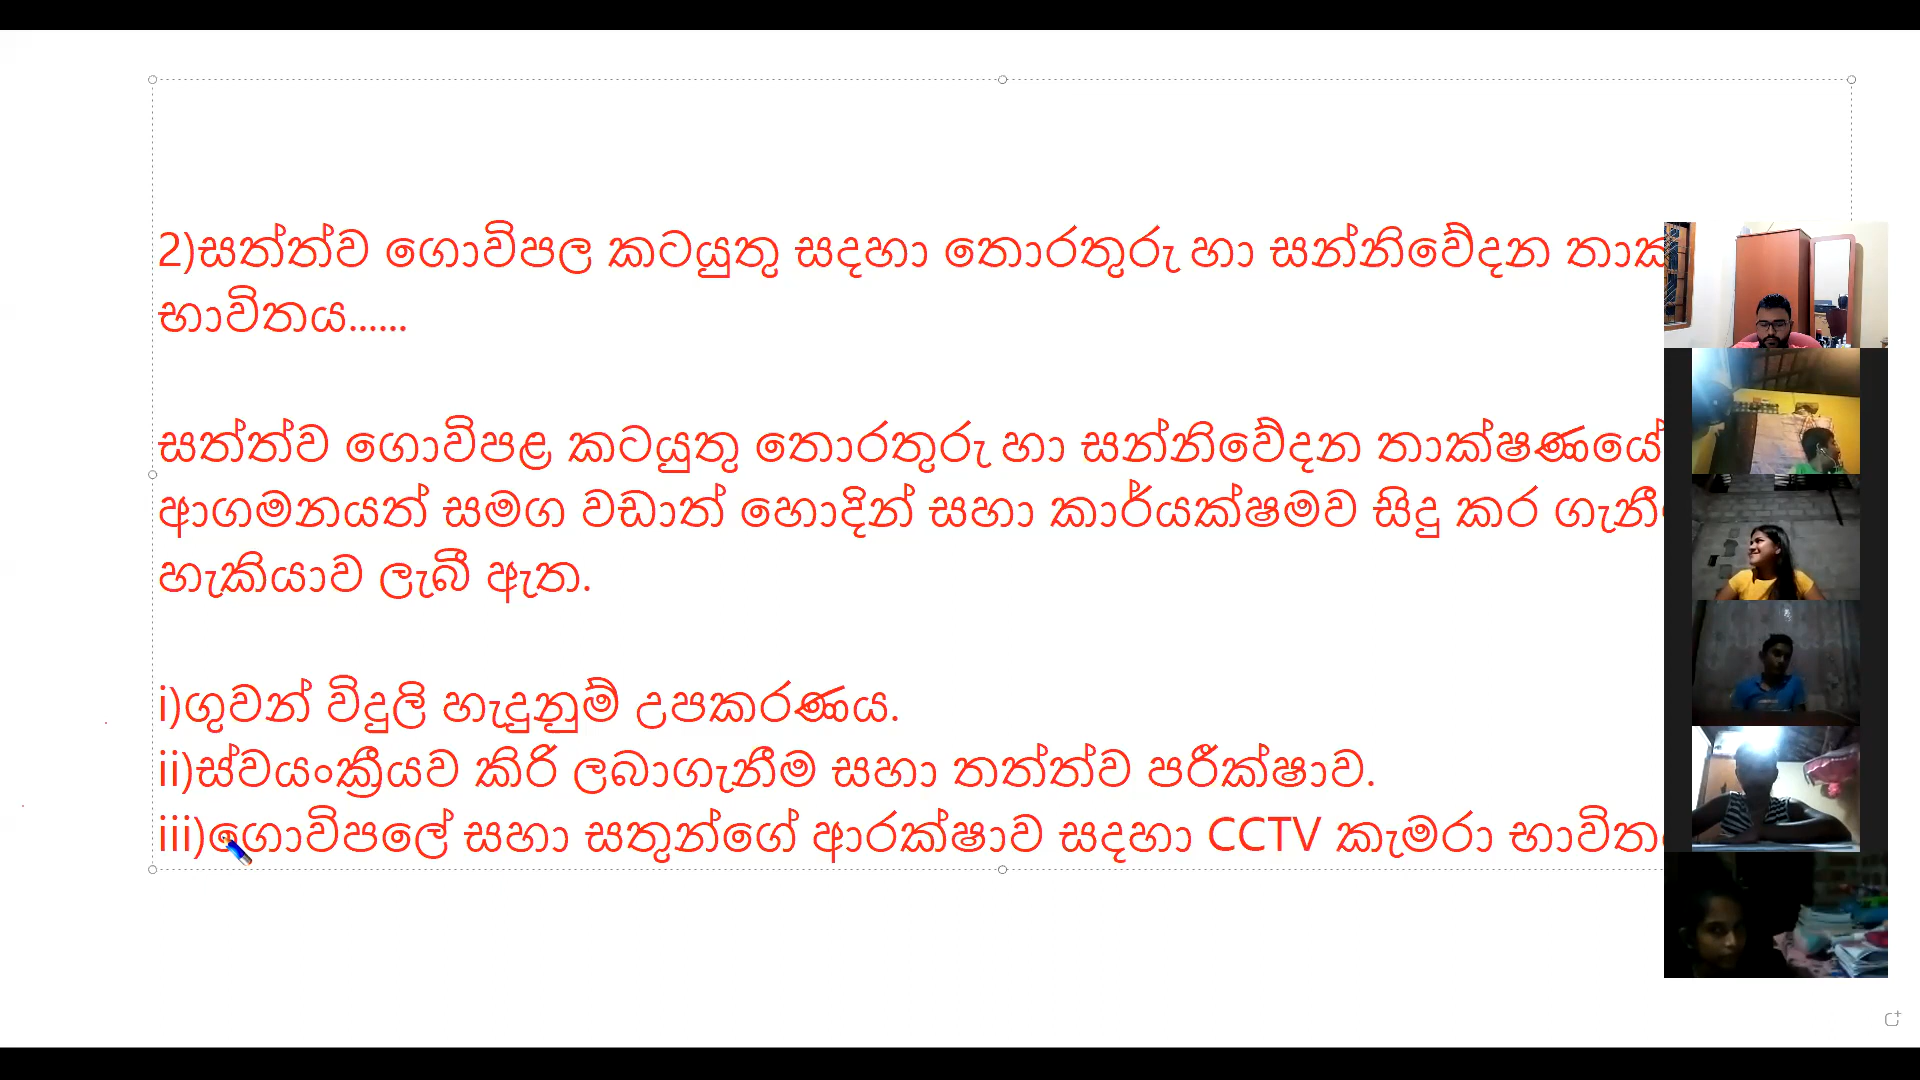 2)සත්ත්ව ගොවිපල කටයුතු සදහා තොරතුරු හා සන්නිවේදන
භාවිතය......
සත්ත්ව ගොවිපළ කටයුතු තොරතුරු හා සන්නිවේදන තාක්ෂණයේ
ආගමනයත් සමග වඩාත් හොදින් සහා කාර්යක්ෂමව සිදු කර
හැකියාව ලැබී ඇත.
i)ගුවන් විදුලි හැදුනුම් උපකරණය.
ii)ස්වයංක්‍රීයව කිරි ලබාගැනීම සහා තත්ත්ව පරීක්ෂාව.
iii)ගොවිපලේ සහා සතුන්ගේ ආරක්ෂාව සදහා CCTV කැමරා